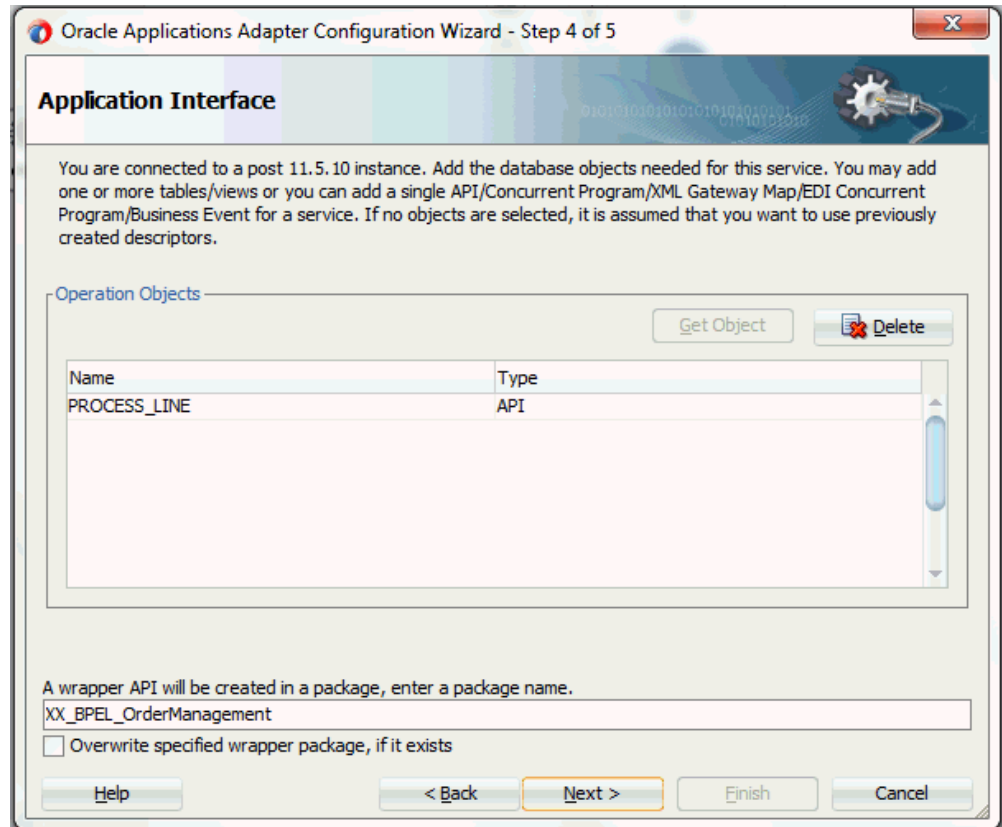 Oracle Applications Adapter Configuration Wizard - Step 4 of 5
Application Interface
You are connected to a post 11.5.10 instance. Add the database objects needed for this service. You may add
one or more tables/views or you can add a single API/Concurrent Program/XML Gateway Map/EDI Concurrent
Program/Business Event for a service. If no objects are selected, it is assumed that you want to use previously
created descriptors.
Operation Objects
Get Object Delete
Name Type
PROCESS_LINE API
A wrapper API will be created in a package, enter a package name.
XX_BPEL_OrderManagement
Overwrite specified wrapper package, if it exists
Help < Back Next > Finish Cancel